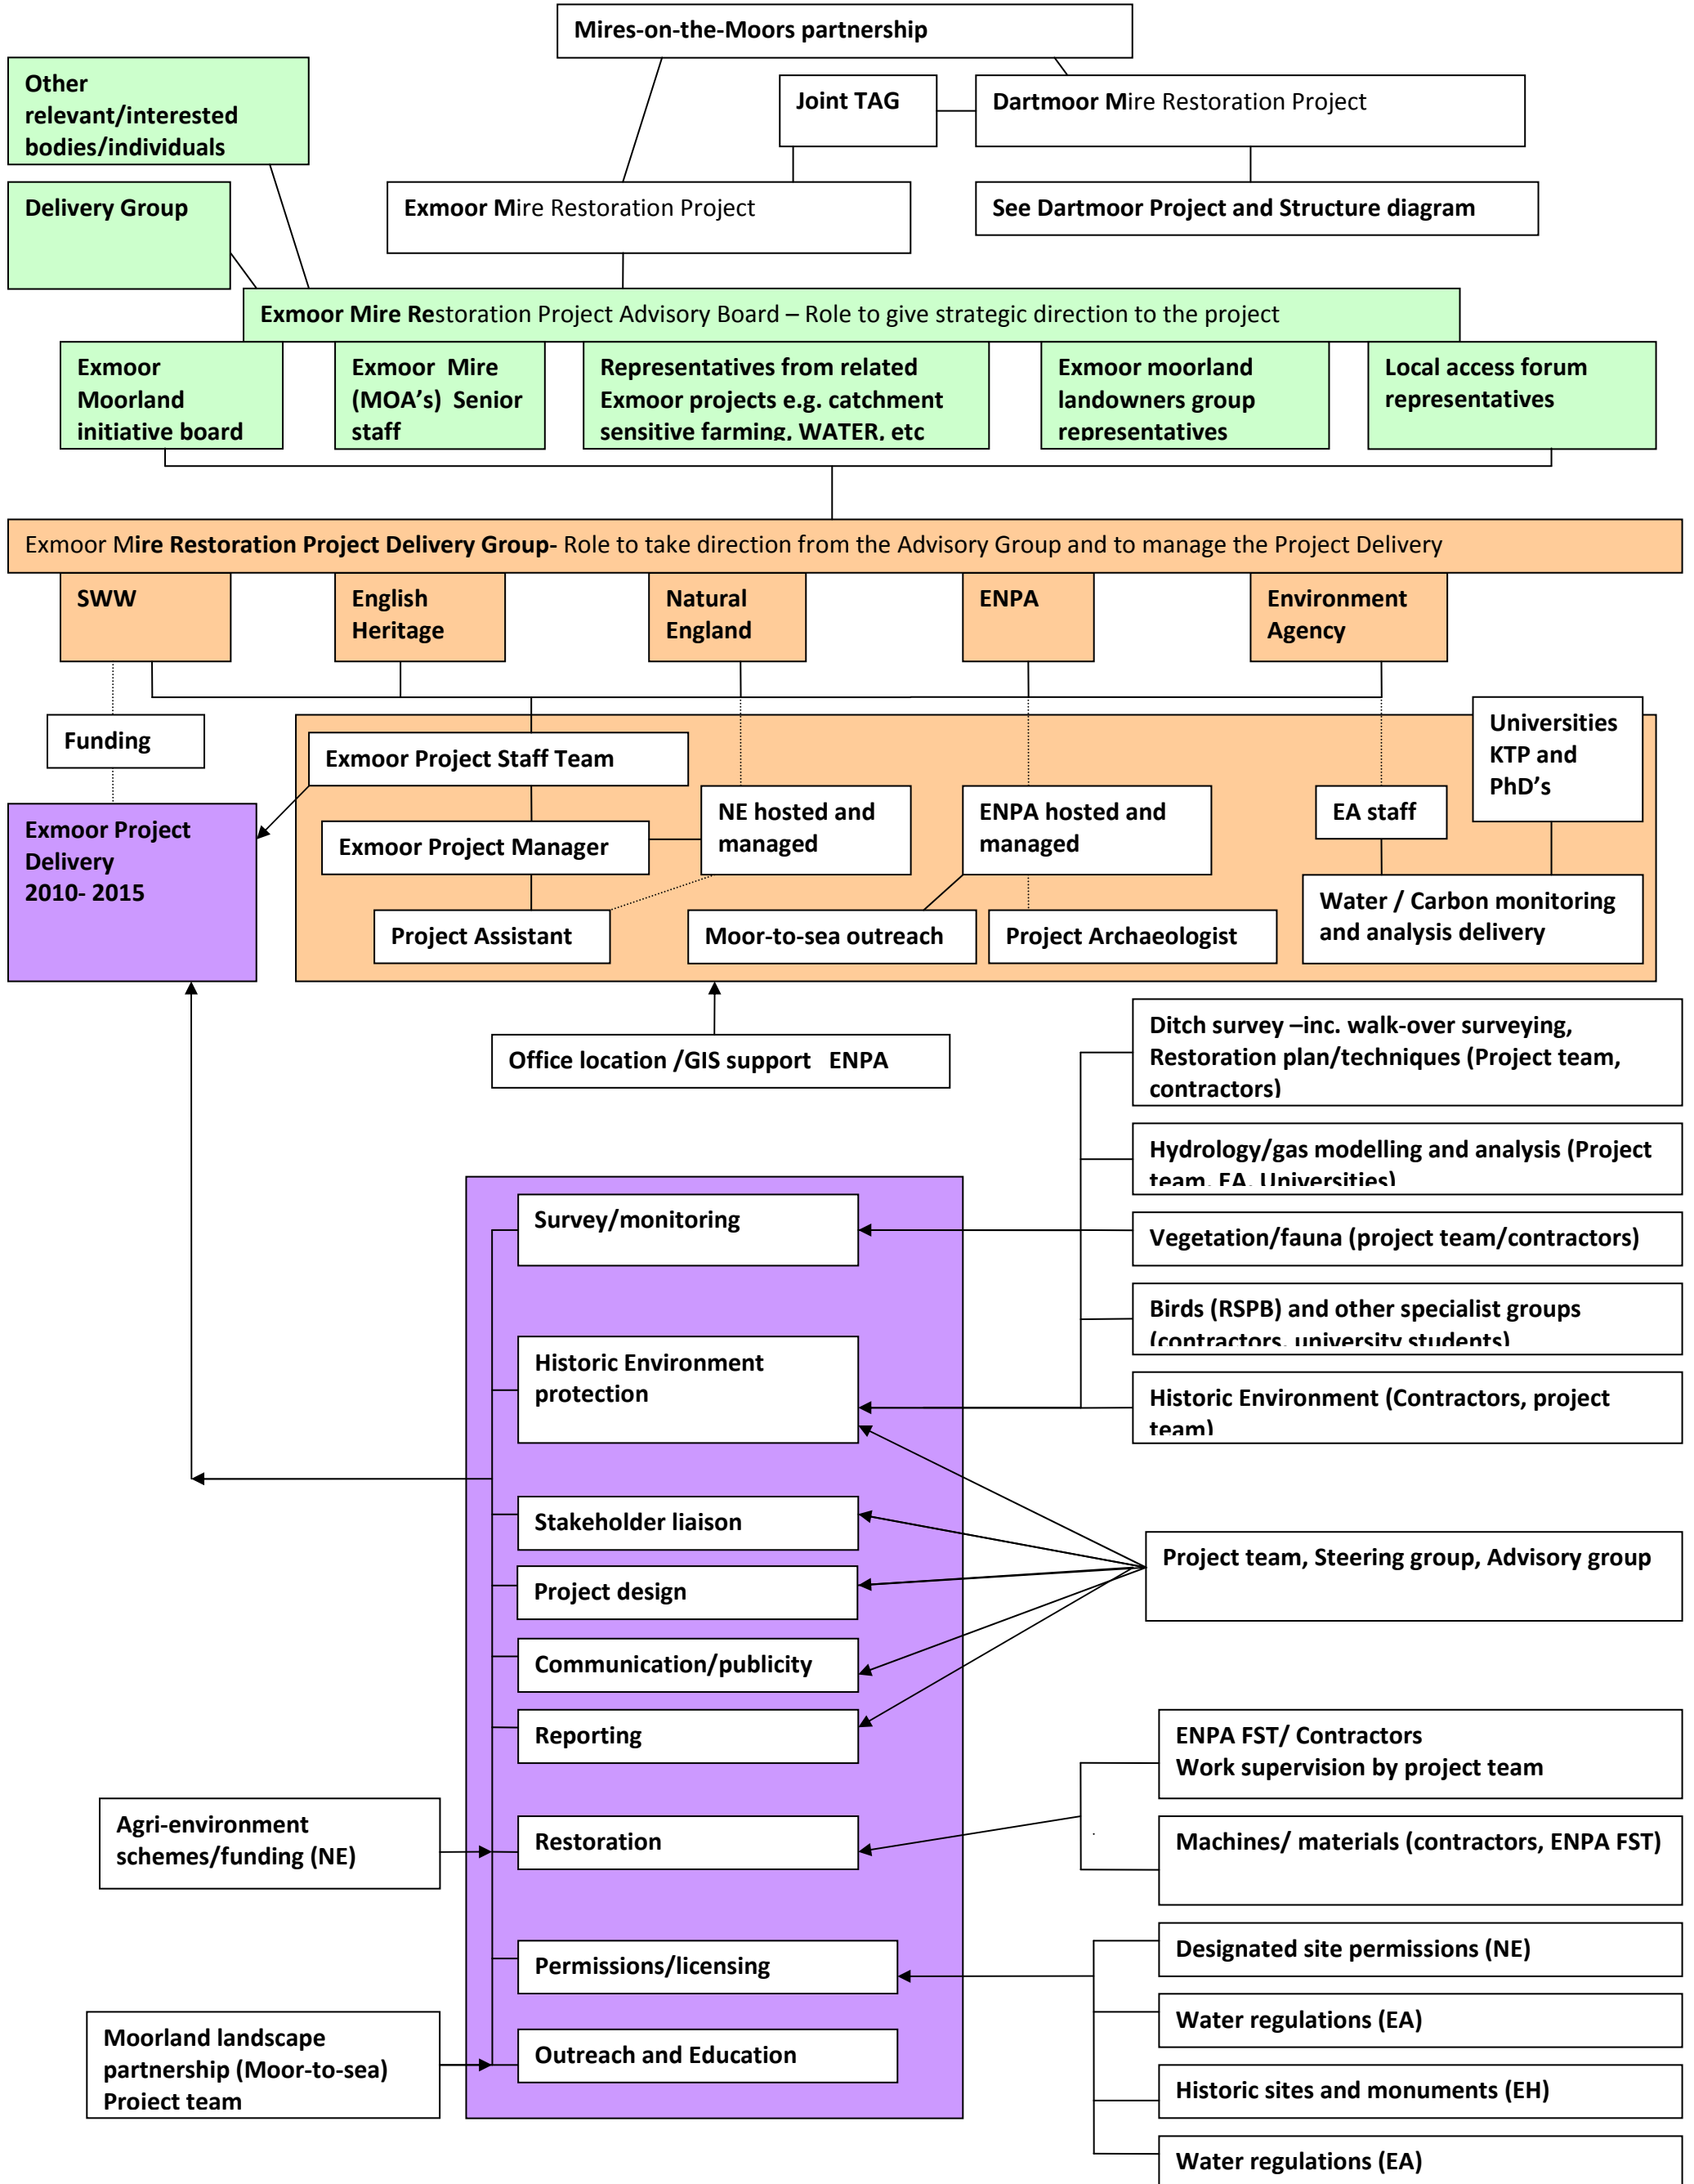 Mires-on-the-Moors partnership
Other
relevant/interested
bodies/individuals
Joint TAG
Dartmoor Mire Restoration Project
Delivery Group
Exmoor Mire Restoration Project
See Dartmoor Project and Structure diagram
Exmoor Mire Restoration Project Advisory Board – Role to give strategic direction to the project
Exmoor
Moorland
initiative board
Exmoor Mire
(MOA's) Senior
staff
Representatives from related
Exmoor projects e.g. catchment
sensitive farming, WATER, etc
Exmoor moorland
landowners group
representatives
Local access forum
representatives
Exmoor Mire Restoration Project Delivery Group- Role to take direction from the Advisory Group and to manage the Project Delivery
SWW
English
Heritage
Natural
England
ENPA
Environment
Agency
Funding
Exmoor Project Staff Team
Universities
KTP and
PhD's
Exmoor Project
Delivery
2010- 2015
Exmoor Project Manager
NE hosted and
managed
ENPA hosted and
managed
EA staff
Project Assistant
Moor-to-sea outreach
Project Archaeologist
Water / Carbon monitoring
and analysis delivery
Office location /GIS support ENPA
Ditch survey –inc. walk-over surveying,
Restoration plan/techniques (Project team,
contractors)
Hydrology/gas modelling and analysis (Project
team, EA, Universities)
Survey/monitoring
Vegetation/fauna (project team/contractors)
Birds (RSPB) and other specialist groups
(contractors, university students)
Historic Environment
protection
Historic Environment (Contractors, project
team)
Stakeholder liaison
Project team, Steering group, Advisory group
Project design
Communication/publicity
Reporting
ENPA FST/ Contractors
Work supervision by project team
Agri-environment
schemes/funding (NE)
Restoration
Machines/ materials (contractors, ENPA FST)
Permissions/licensing
Designated site permissions (NE)
Water regulations (EA)
Moorland landscape
partnership (Moor-to-sea)
Project team
Outreach and Education
Historic sites and monuments (EH)
Water regulations (EA)